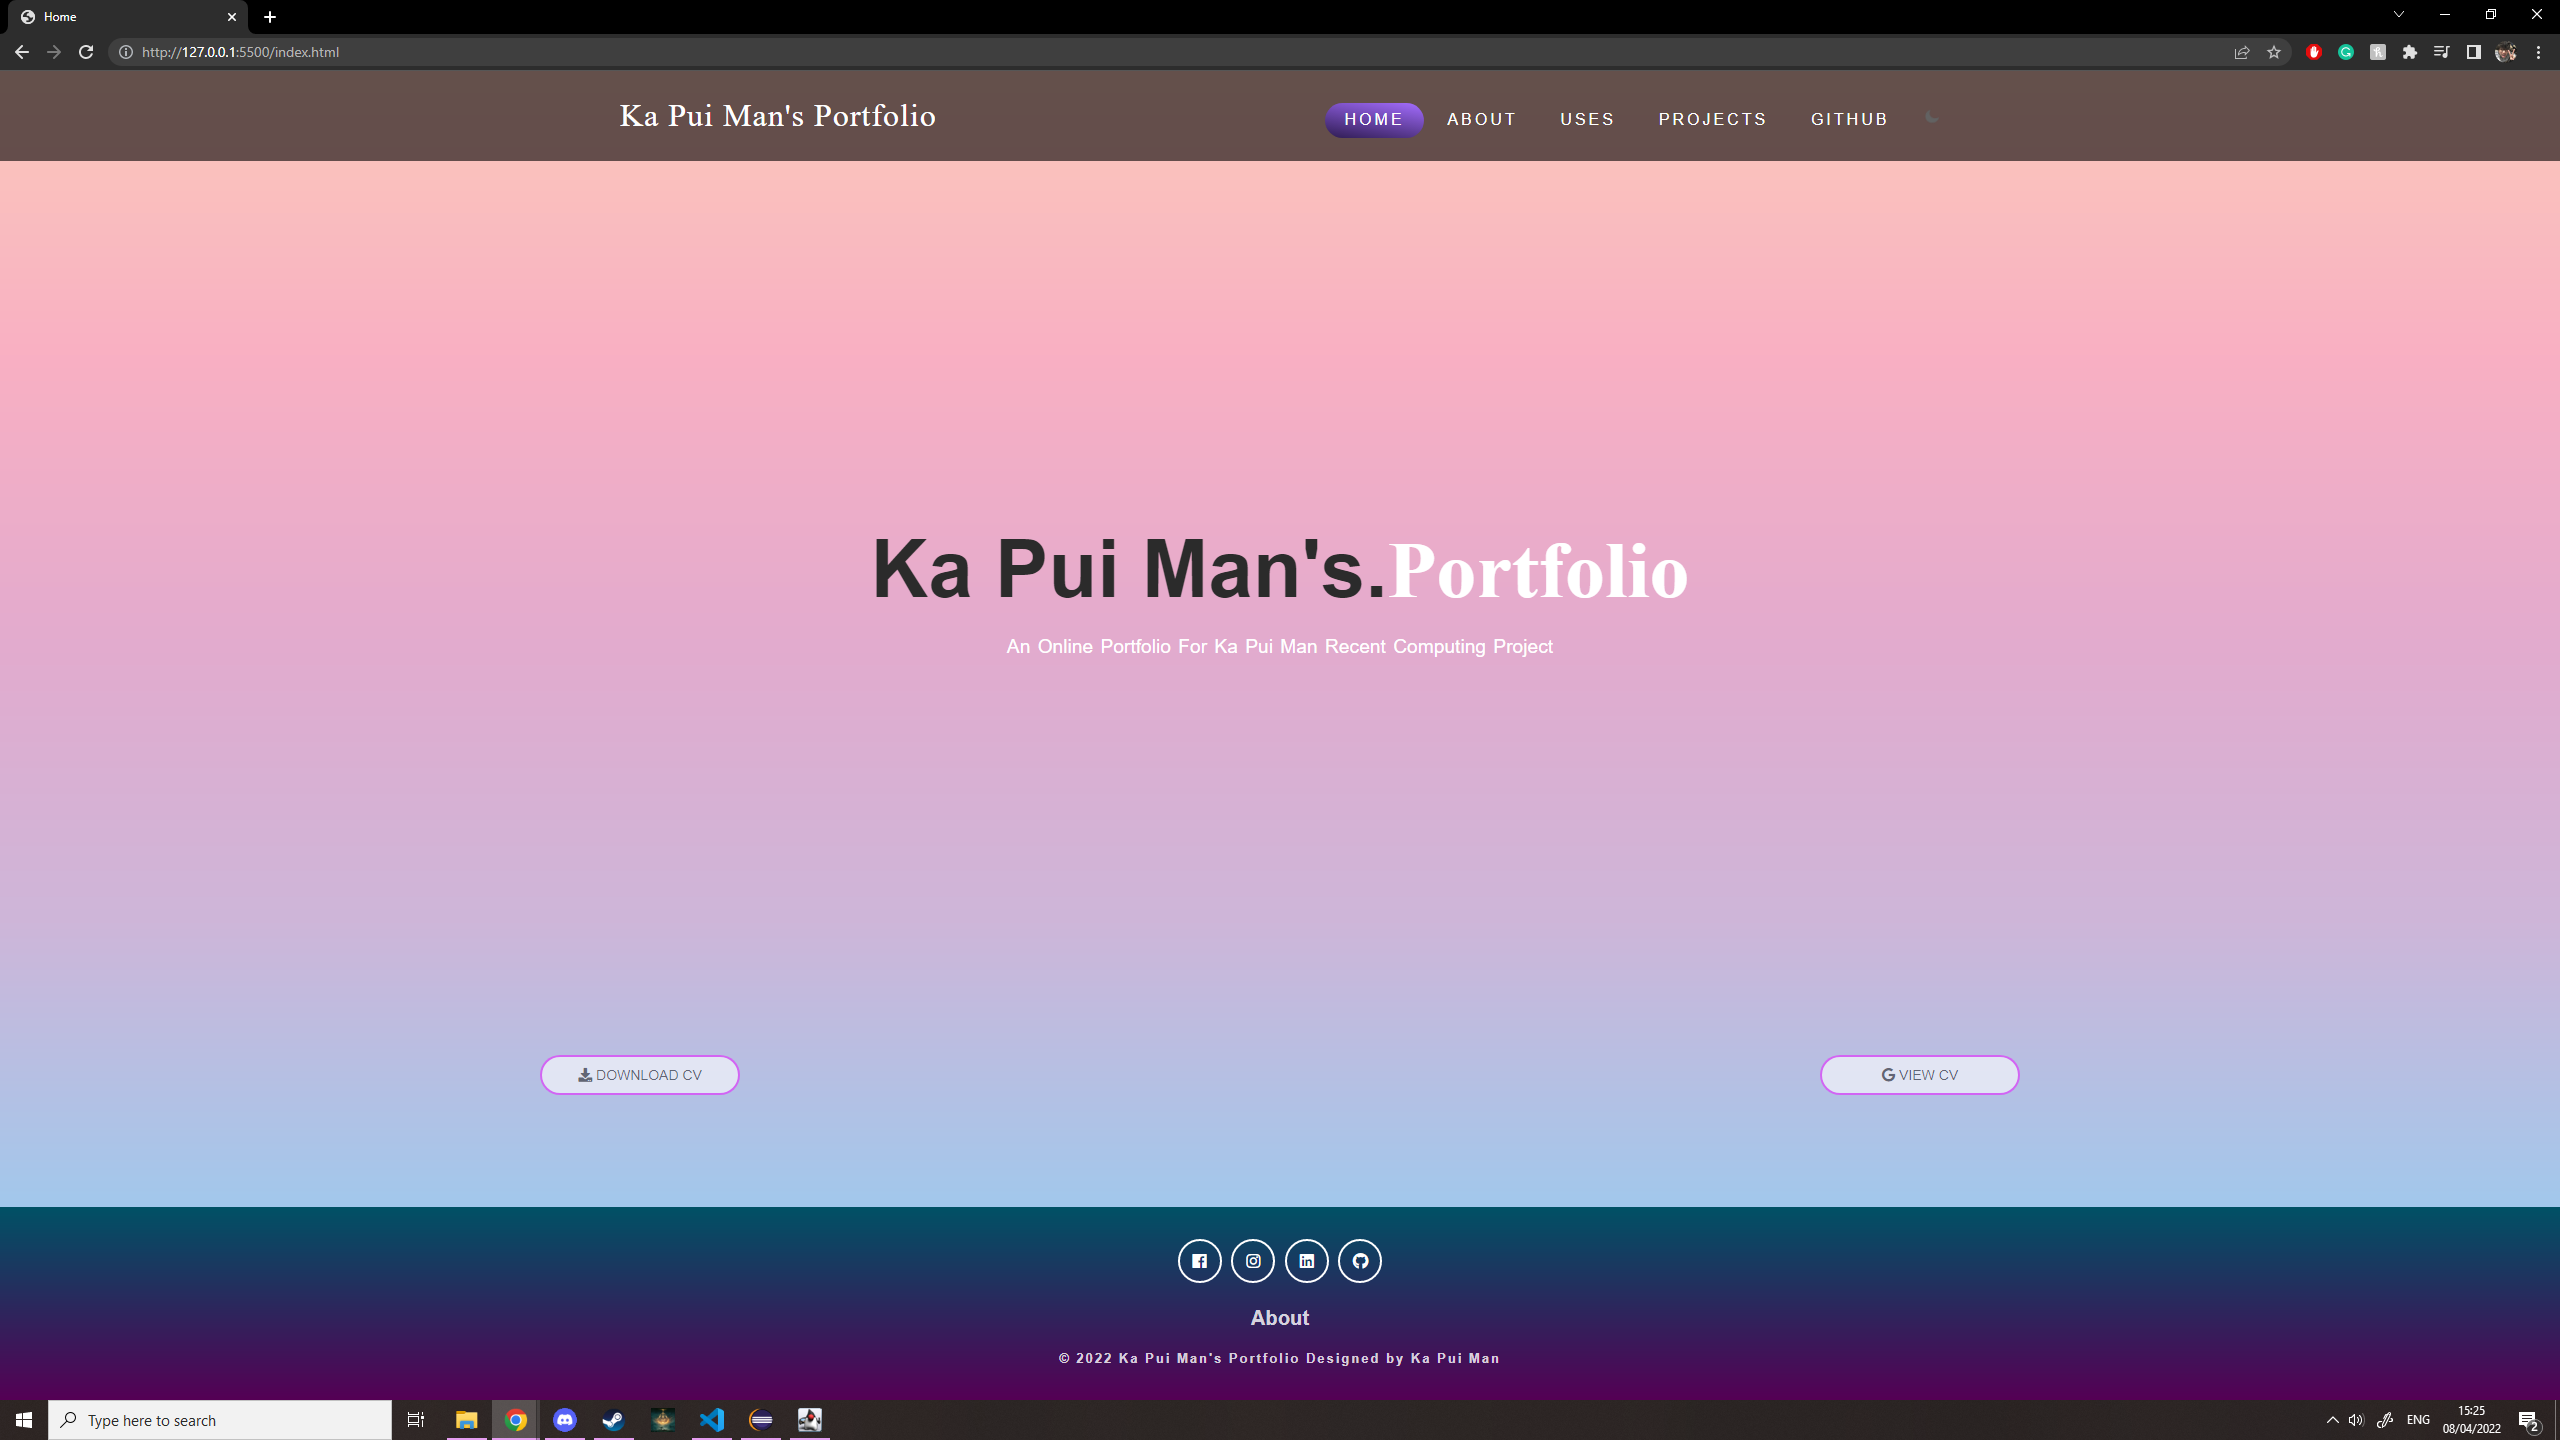 Home
http://127.0.0.1:5500/index.html
Ka Pui Man's Portfolio
HOME ABOUT USES PROJECTS GITHUB
Ka Pui Man's.Portfolio
An Online Portfolio For Ka Pui Man Recent Computing Project
DOWNLOAD CV
VIEW CV
About
© 2022 Ka Pui Man's Portfolio Designed by Ka Pui Man
Type here to search
ENG
15:25
08/04/2022
2